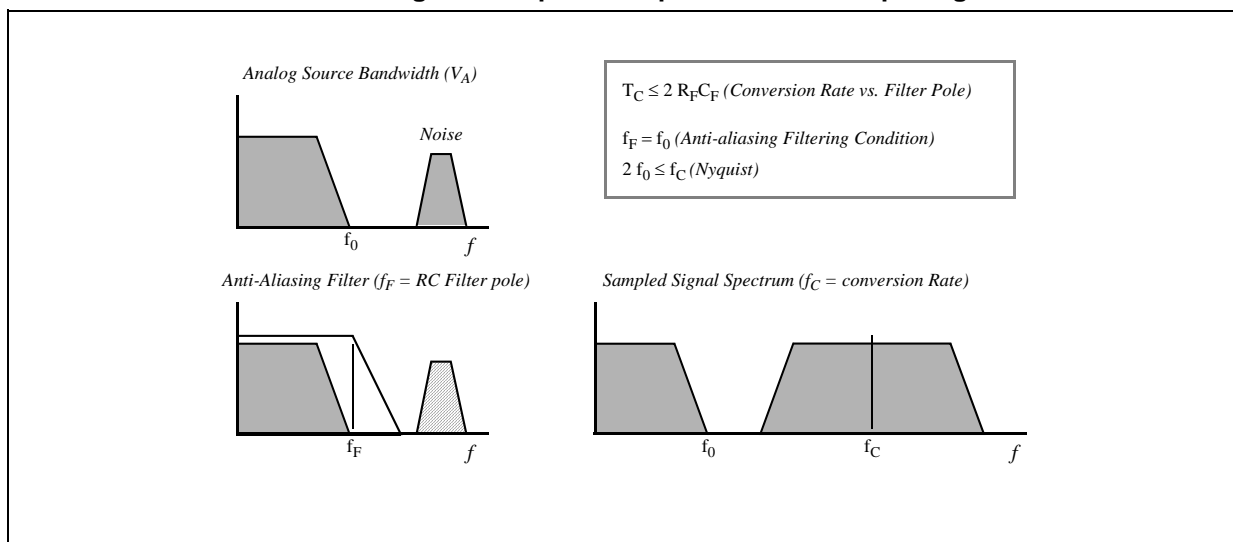 Analog Source Bandwidth (VA)
Noise
f0
f
TC ≤ 2 RFCF (Conversion Rate vs. Filter Pole)
fF = f0 (Anti-aliasing Filtering Condition)
2 f0 ≤ fC (Nyquist)
Anti-Aliasing Filter (fF = RC Filter pole)
fF
f
Sampled Signal Spectrum (fC = conversion Rate)
f0
fC
f